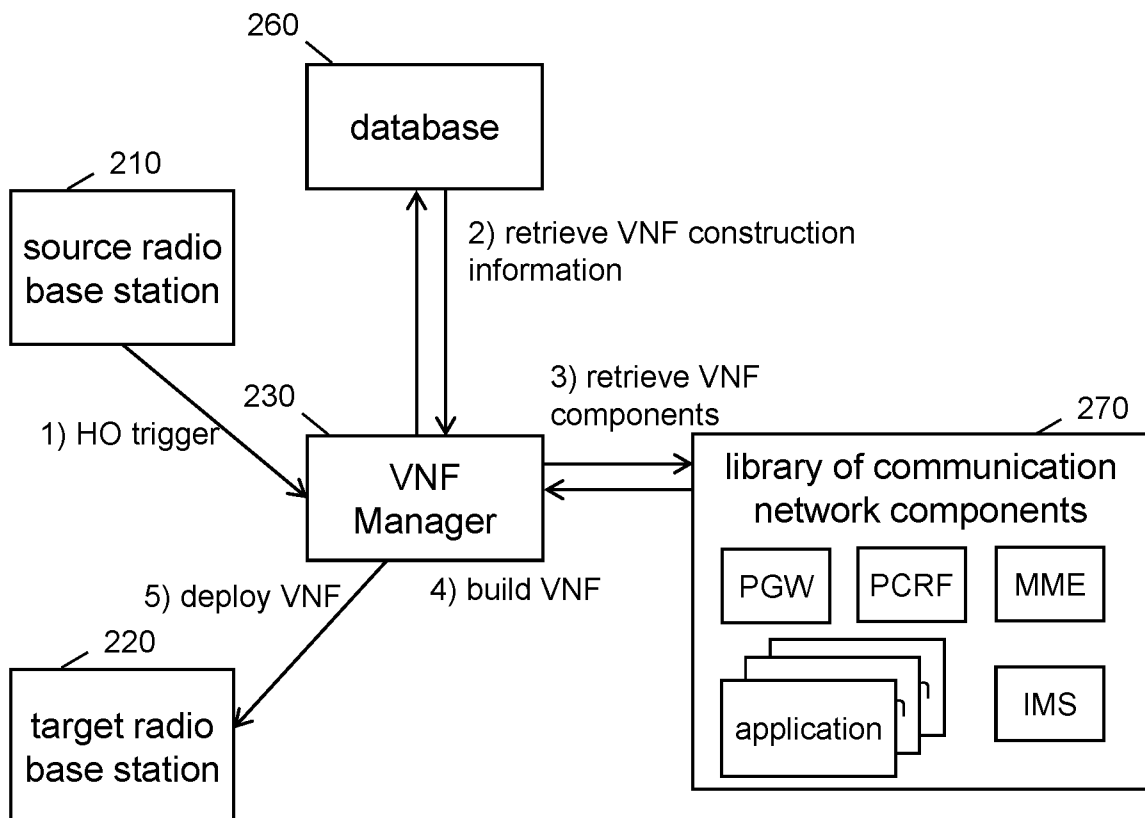 260
database
210
source radio
base station
2) retrieve VNF construction
information
1) HO trigger
230
VNF
Manager
3) retrieve VNF
components
270
library of communication
network components
PGW
PCRF
MME
n
n
application
IMS
4) build VNF
5) deploy VNF
220
target radio
base station